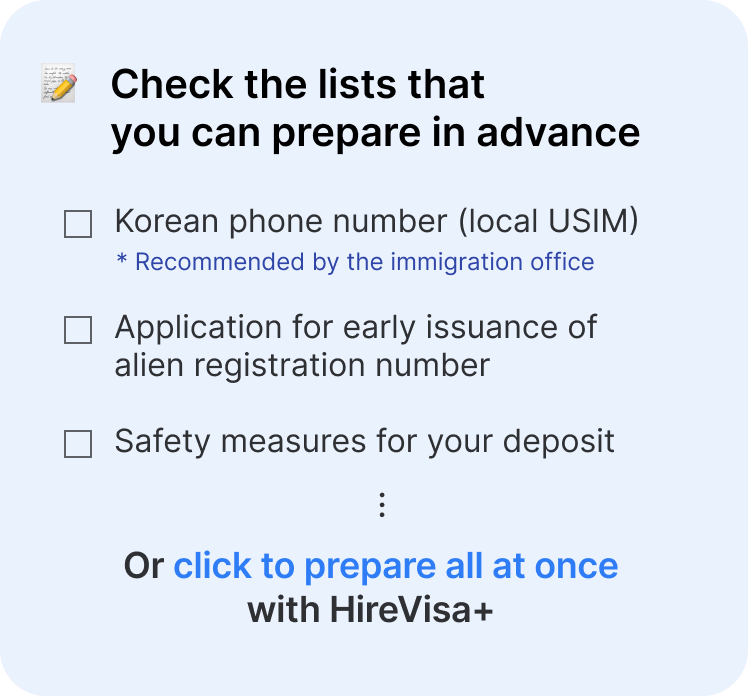 Check the lists that
you can prepare in advance
Korean phone number (local USIM)
* Recommended by the immigration office
Application for early issuance of
alien registration number
Safety measures for your deposit
⋮
Or click to prepare all at once
with HireVisa+